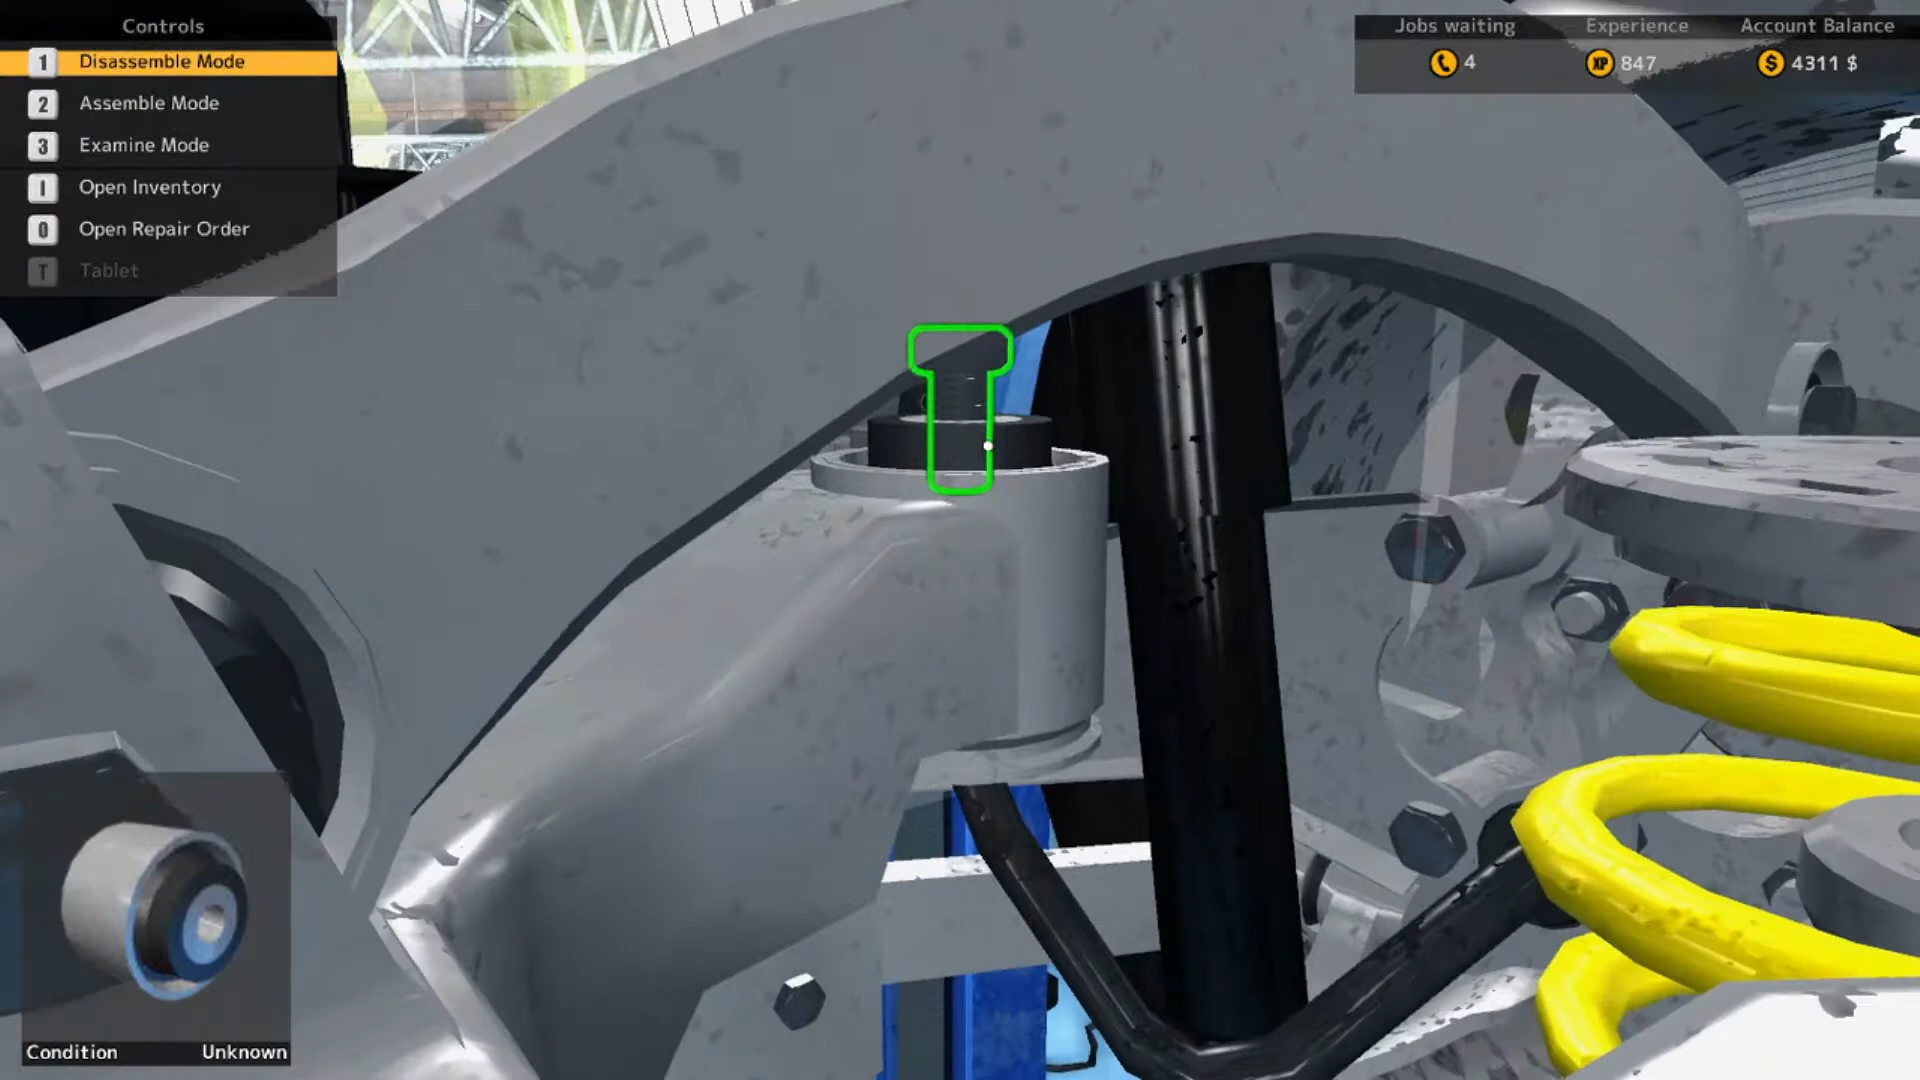 Controls
1 Disassemble Mode
2 Assemble Mode
3 Examine Mode
I Open Inventory
O Open Repair Order
T Tablet
Jobs waiting Experience Account Balance
4 XP 847 $ 4311 $
Condition Unknown